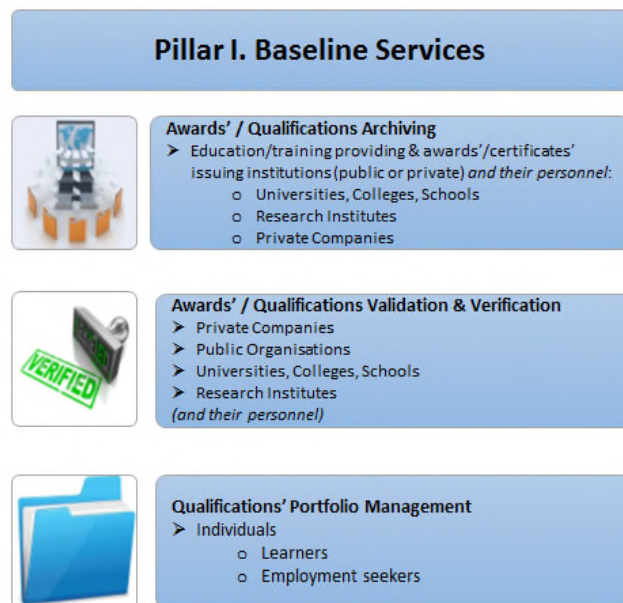 Pillar I. Baseline Services
Awards’ / Qualifications Archiving
➤ Education/training providing & awards’/certificates’
issuing institutions (public or private) and their personnel:
o Universities, Colleges, Schools
o Research Institutes
o Private Companies
Awards’ / Qualifications Validation & Verification
➤ Private Companies
➤ Public Organisations
➤ Universities, Colleges, Schools
➤ Research Institutes
(and their personnel)
VERIFIED
Qualifications’ Portfolio Management
➤ Individuals
o Learners
o Employment seekers